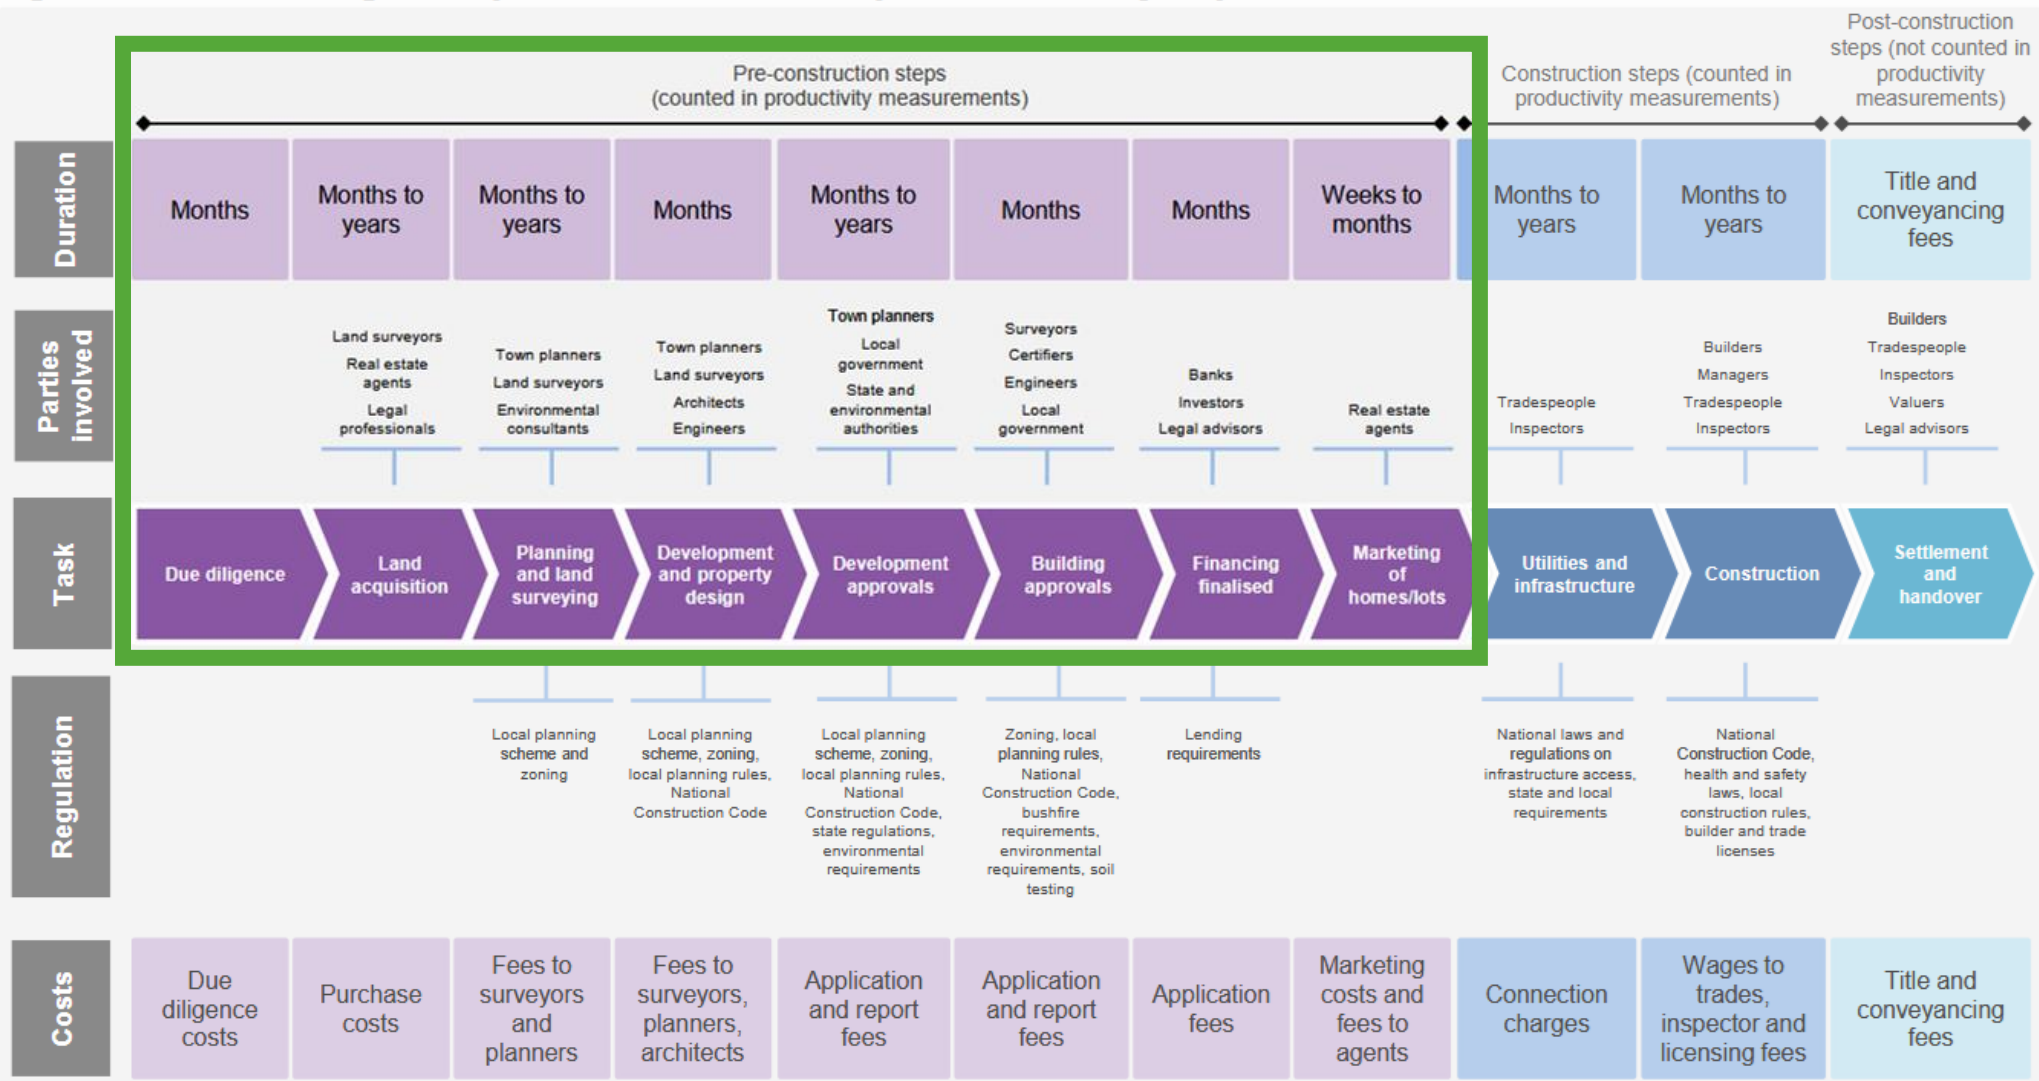 Pre-construction steps
(counted in productivity measurements)
Construction steps (counted in
productivity measurements)
Post-construction
steps (not counted in
productivity
measurements)
Duration
Months
Months to
years
Months to
years
Months
Months to
years
Months
Months
Weeks to
months
Months to
years
Months to
years
Title and
conveyancing
fees
Parties
involved
Land surveyors
Real estate
agents
Legal
professionals
Town planners
Land surveyors
Environmental
consultants
Town planners
Land surveyors
Architects
Engineers
Town planners
Local
government
State and
environmental
authorities
Surveyors
Certifiers
Engineers
Local
government
Banks
Investors
Legal advisors
Real estate
agents
Tradespeople
Inspectors
Builders
Managers
Tradespeople
Inspectors
Builders
Tradespeople
Inspectors
Valuers
Legal advisors
Task
Due diligence
Land
acquisition
Planning
and land
surveying
Development
and property
design
Development
approvals
Building
approvals
Financing
finalised
Marketing
of
homes/lots
Utilities and
infrastructure
Construction
Settlement
and
handover
Regulation
Local planning
scheme and
zoning
Local planning
scheme, zoning,
local planning rules,
National
Construction Code
Local planning
scheme, zoning,
local planning rules,
National
Construction Code,
state regulations,
environmental
requirements
Zoning, local
planning rules,
National
Construction Code,
bushfire
requirements,
environmental
requirements, soil
testing
Lending
requirements
National laws and
regulations on
infrastructure access,
state and local
requirements
National
Construction Code,
health and safety
laws, local
construction rules,
builder and trade
licenses
Costs
Due
diligence
costs
Purchase
costs
Fees to
surveyors
and
planners
Fees to
surveyors,
planners,
architects
Application
and report
fees
Application
and report
fees
Application
fees
Marketing
costs and
fees to
agents
Connection
charges
Wages to
trades,
inspector and
licensing fees
Title and
conveyancing
fees